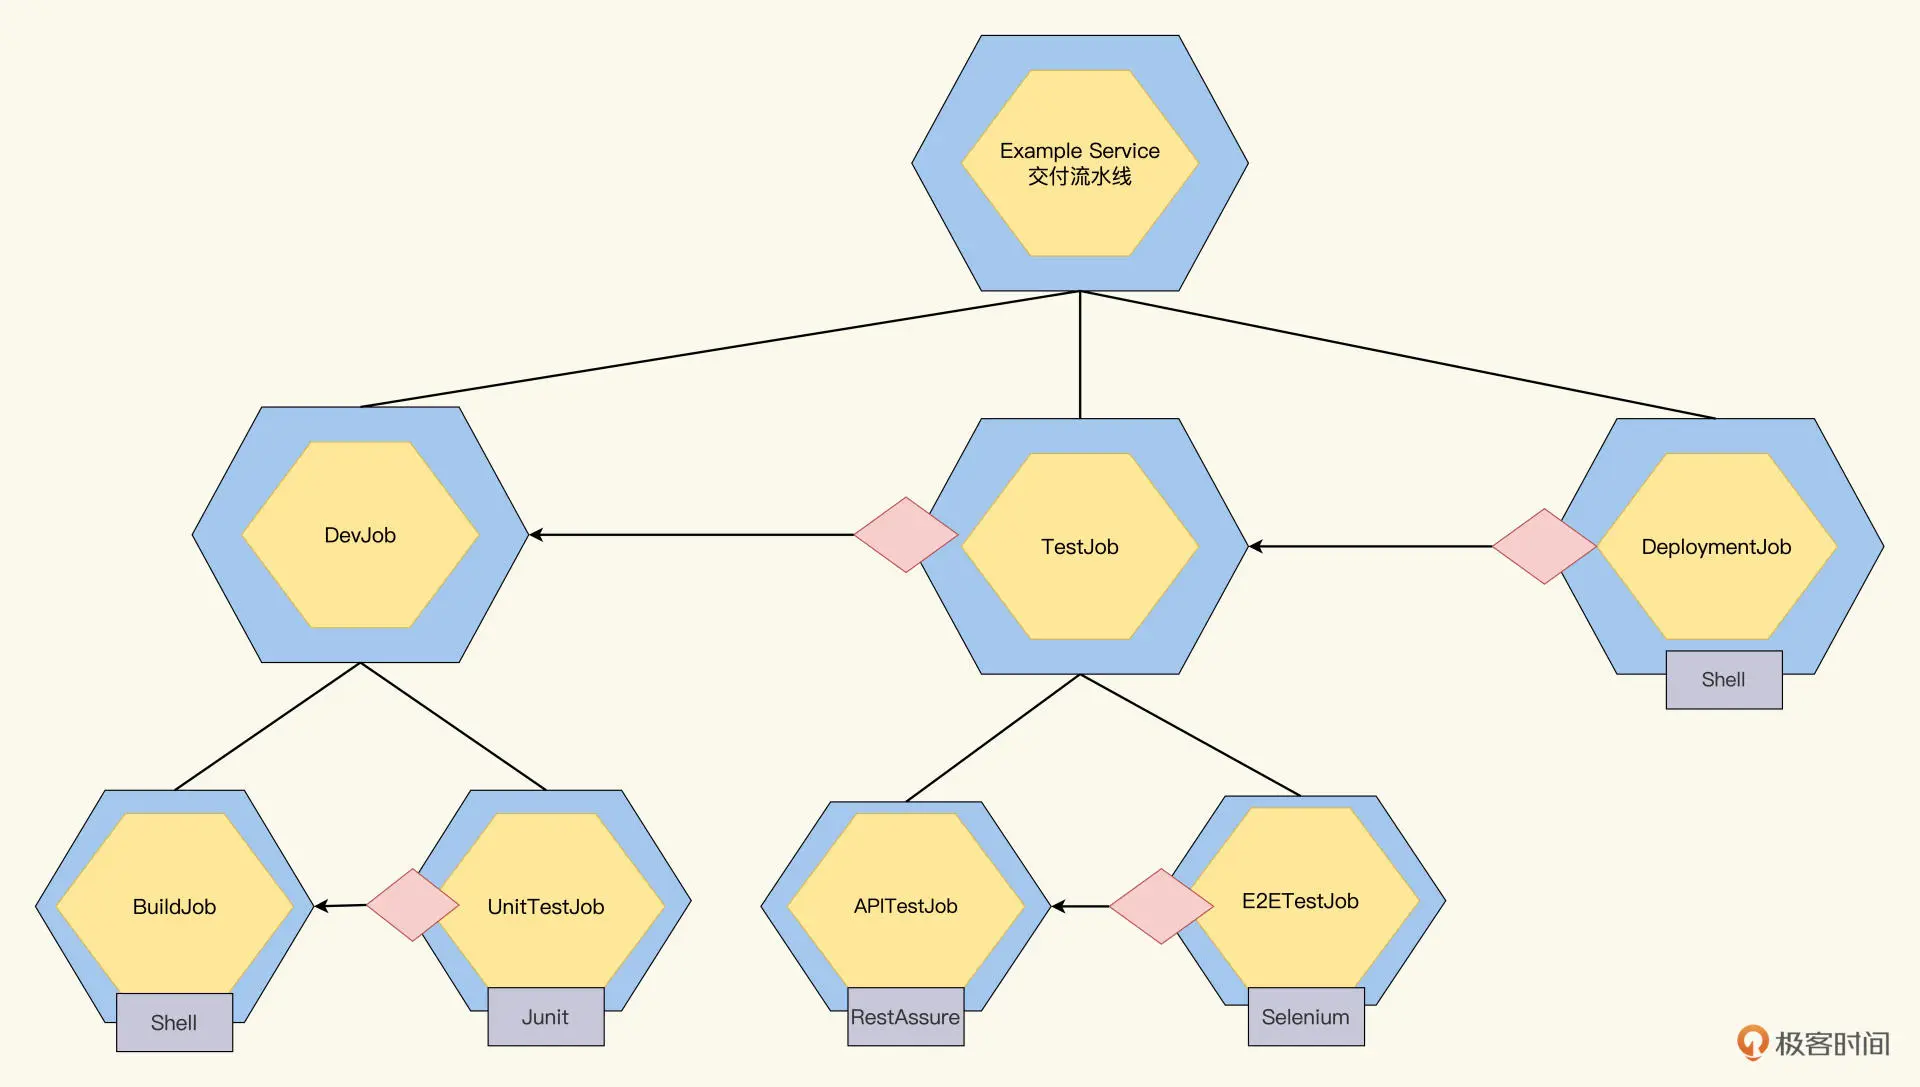 Example Service
交付流水线
DevJob
TestJob
DeploymentJob
Shell
BuildJob
UnitTestJob
APITestJob
E2ETestJob
Shell
Junit
RestAssure
Selenium
极客时间